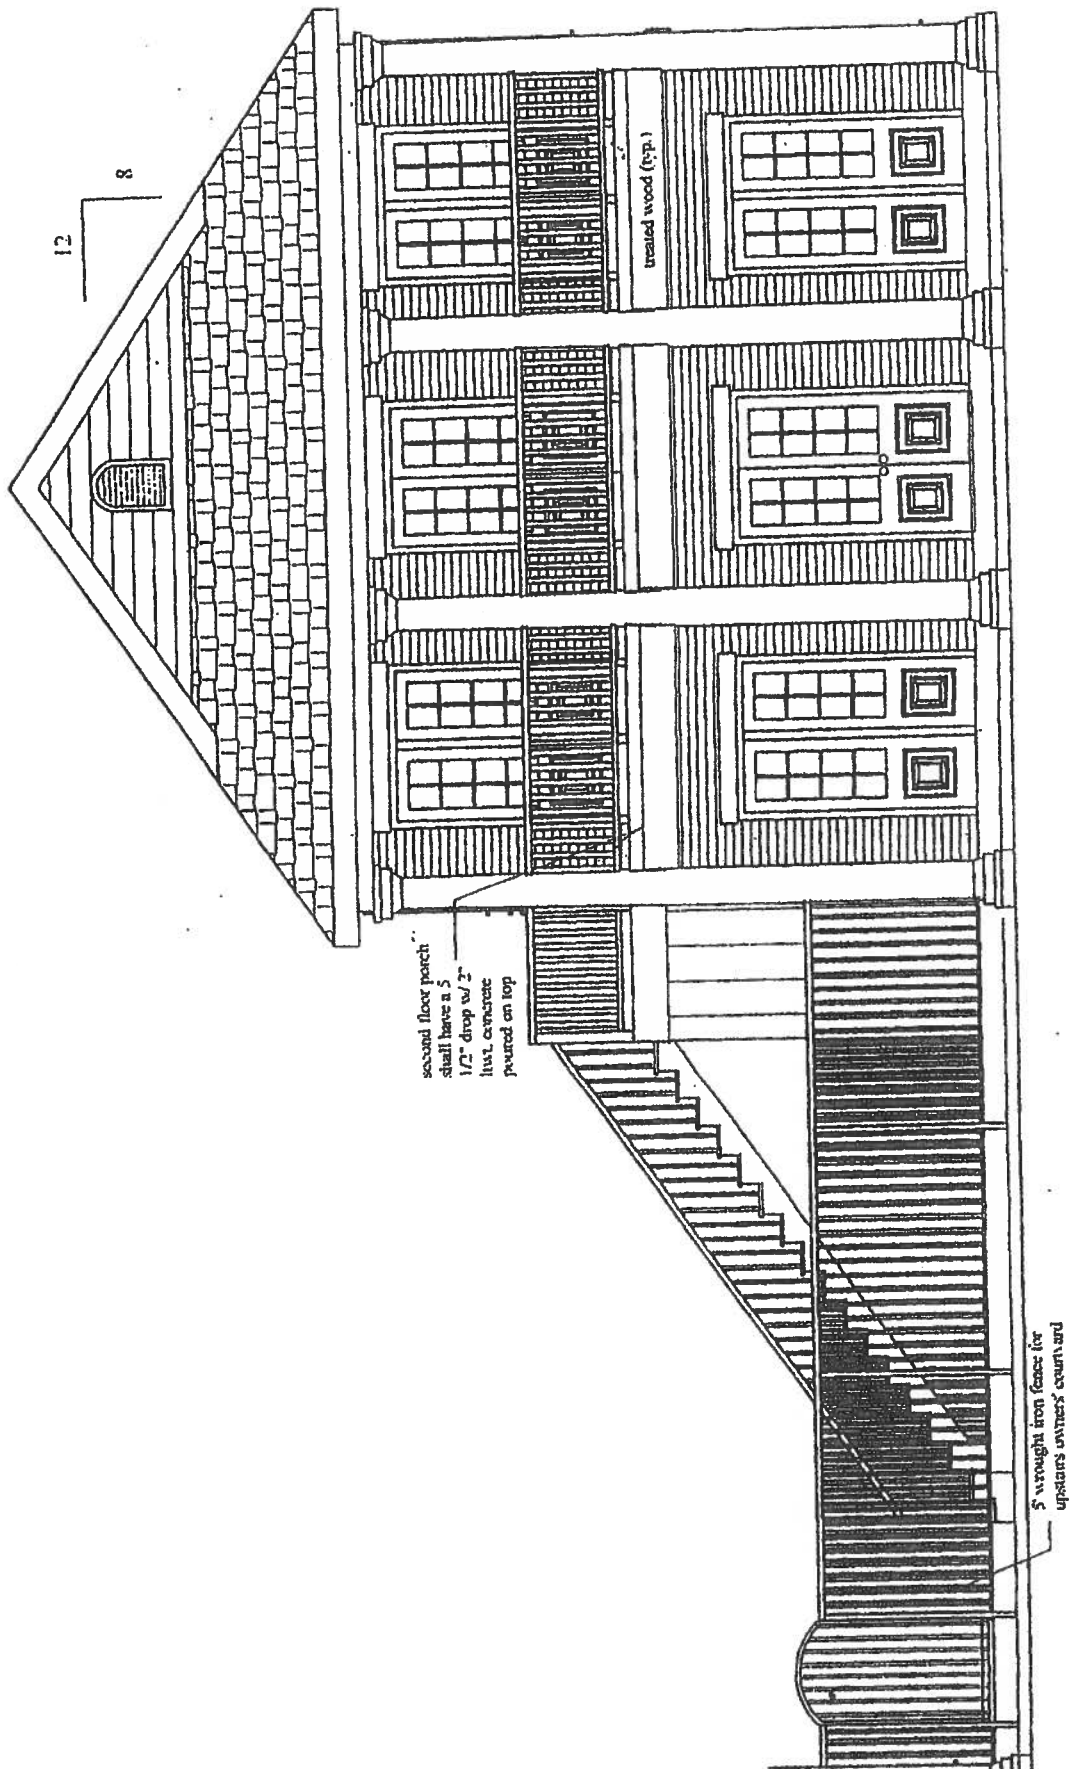 12
8
treated wood (typ.)
second floor porch
shall have a 5
1/2" drop w/ 2"
ltwt. concrete
poured on top
5' wrought iron fence for
upstairs owners' courtyard